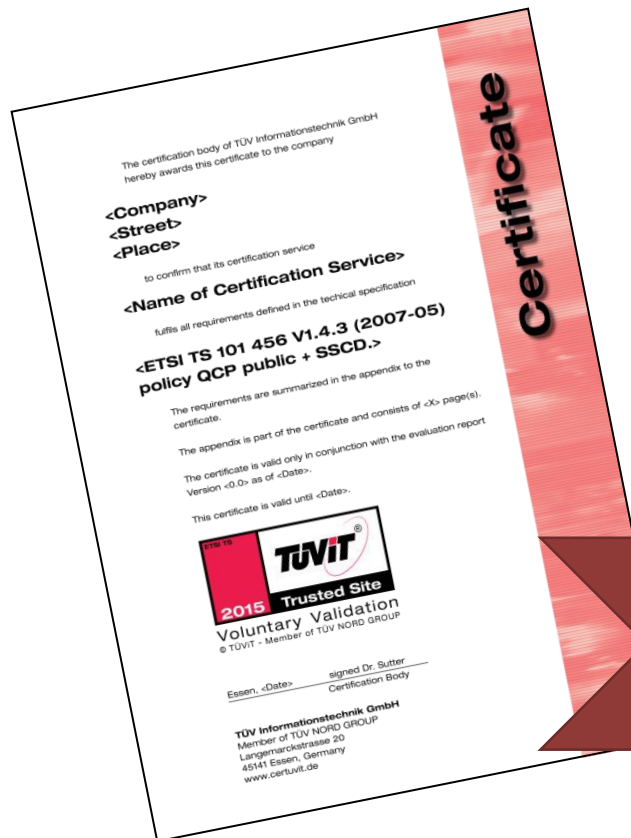 Certificate
The certification body of TÜV Informationstechnik GmbH
hereby awards this certificate to the company
<Company>
<Street>
<Place>
to confirm that its certification service
<Name of Certification Service>
fulfils all requirements defined in the techical specification
<ETSI TS 101 456 V1.4.3 (2007-05)
policy QCP public + SSCD.>
The requirements are summarized in the appendix to the
certificate.
The appendix is part of the certificate and consists of <X> page(s).
The certificate is valid only in conjunction with the evaluation report
Version <0.0> as of <Date>.
This certificate is valid until <Date>.
ETSI TS
TÜViT ®
2015 Trusted Site
Voluntary Validation
© TÜViT - Member of TÜV NORD GROUP
Essen, <Date> signed Dr. Sutter
Certification Body
TÜV Informationstechnik GmbH
Member of TÜV NORD GROUP
Langemarckstrasse 20
45141 Essen, Germany
www.certuvit.de